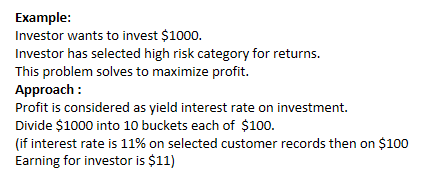 Example:
Investor wants to invest $1000.
Investor has selected high risk category for returns.
This problem solves to maximize profit.
Approach :
Profit is considered as yield interest rate on investment.
Divide $1000 into 10 buckets each of  $100.
(if interest rate is 11% on selected customer records then on $100
Earning for investor is $11)